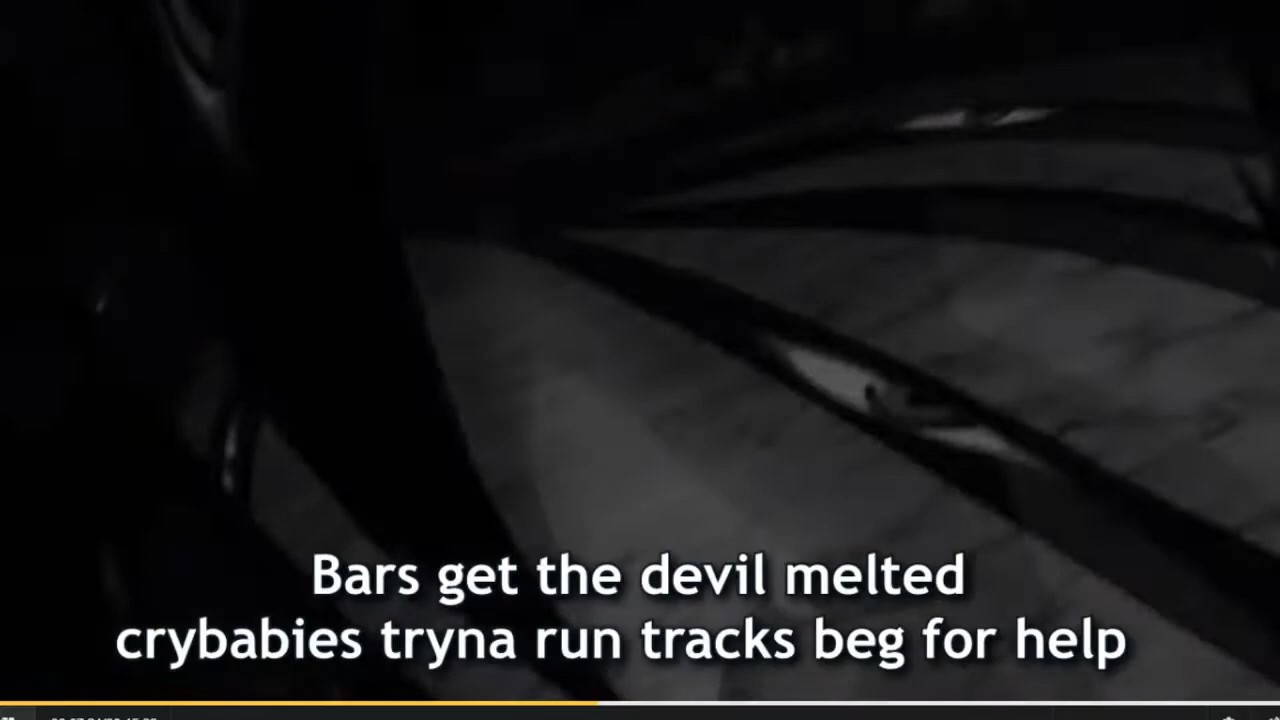 Bars get the devil melted
crybabies tryna run tracks beg for help